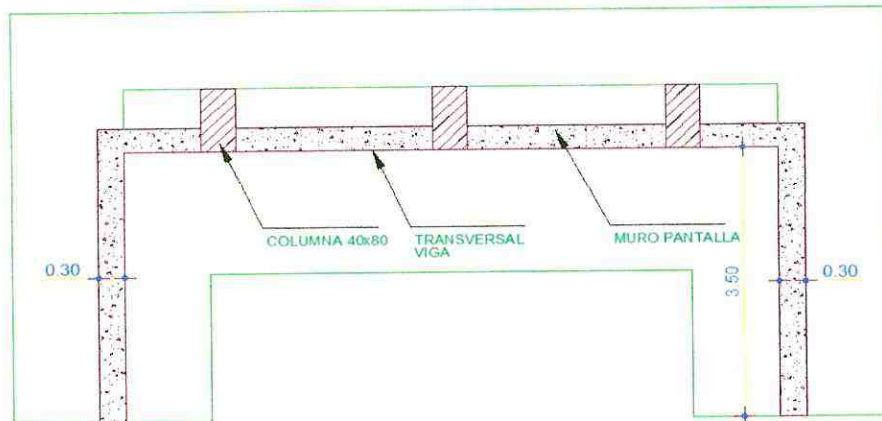 COLUMNA 40x80
TRANSVERSAL
VIGA
MURO PANTALLA
0.30
3.50
0.30